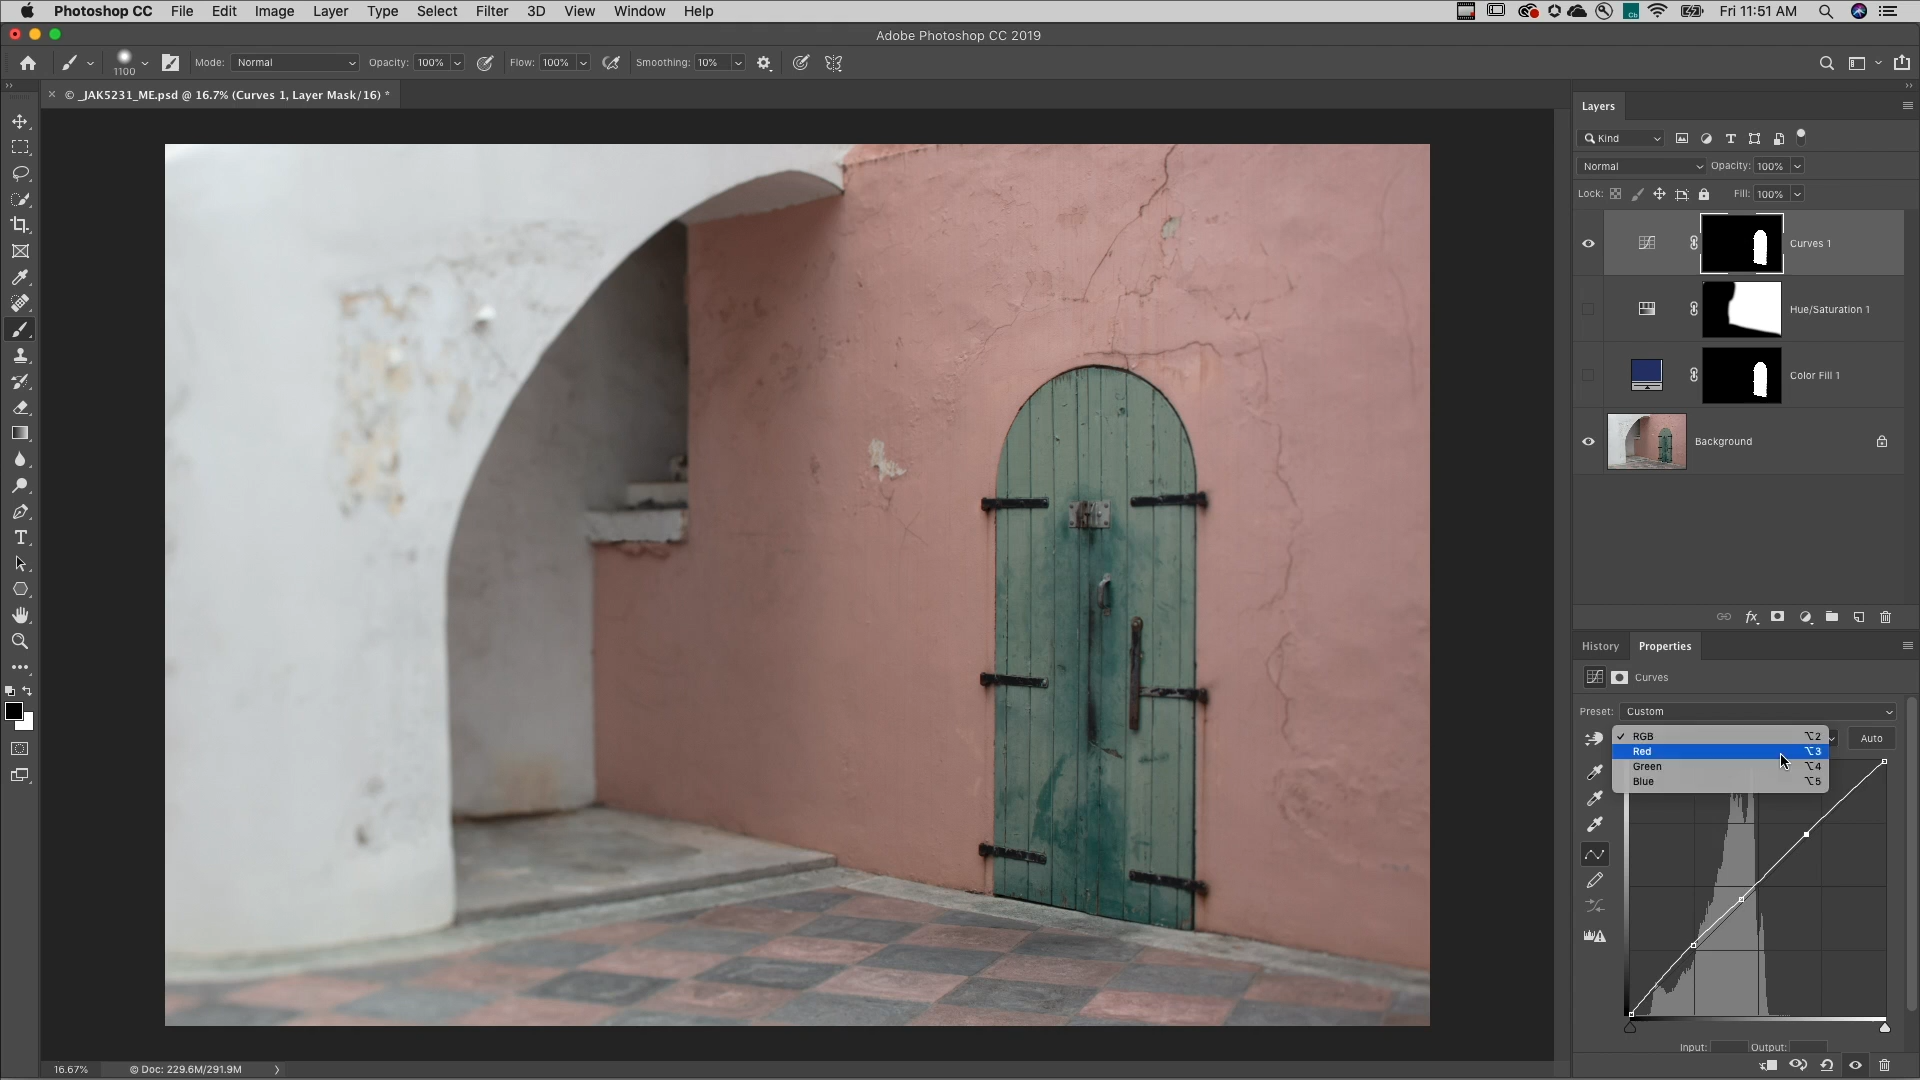 Photoshop CC File Edit Image Layer Type Select Filter 3D View Window Help Fri 11:51 AM
Adobe Photoshop CC 2019
1100 Mode: Normal Opacity: 100% Flow: 100% Smoothing: 10%
© _JAK5231_ME.psd @ 16.7% (Curves 1, Layer Mask/16) *
Layers
Kind
Normal Opacity: 100%
Lock: Fill: 100%
Curves 1
Hue/Saturation 1
Color Fill 1
Background
History Properties
Curves
Preset: Custom
RGB ⌥2
Auto
Red ⌥3
Green ⌥4
Blue ⌥5
Input: Output:
16.67% © Doc: 229.6M/291.9M